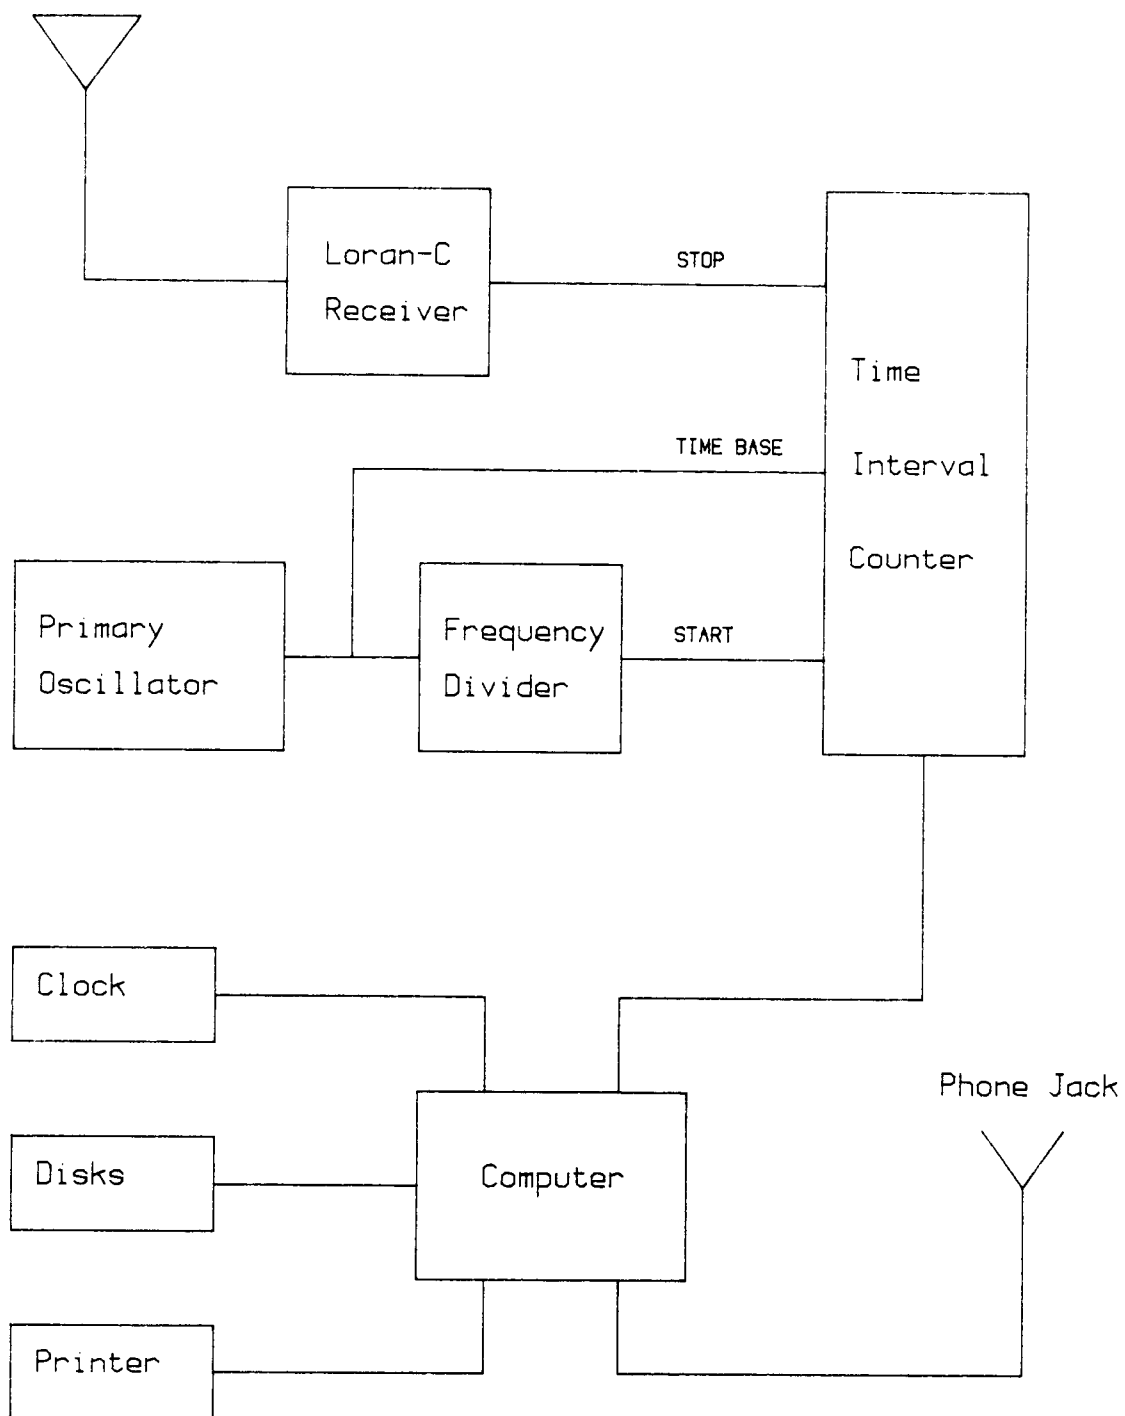 Loran-C
Receiver
STOP
Time
Interval
Counter
TIME BASE
Primary
Oscillator
Frequency
Divider
START
Clock
Disks
Printer
Computer
Phone Jack